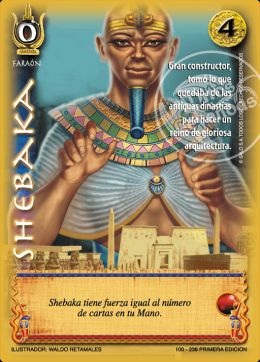 0
4
FARAÓN
Gran constructor,
tomó lo que
quedaba de las
antiguas dinastías
para hacer un
reino de gloriosa
arquitectura.
SHEBAKA
Shebaka tiene fuerza igual al número
de cartas en tu Mano.
ILUSTRADOR: WALDO RETAMALES
100 - 236 PRIMERA EDICION